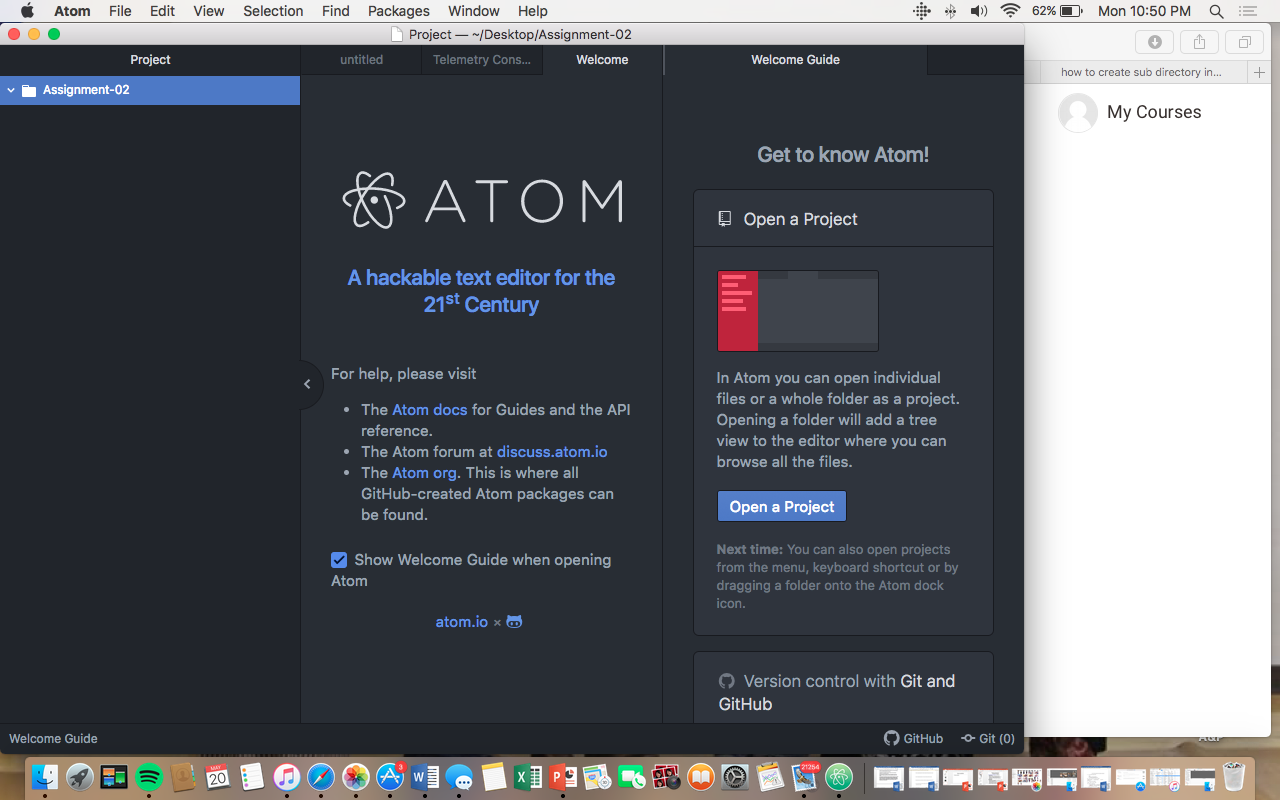 Atom File Edit View Selection Find Packages Window Help 62% Mon 10:50 PM
Project — ~/Desktop/Assignment-02
Project
untitled
Telemetry Cons...
Welcome
Welcome Guide
how to create sub directory in...
Assignment-02
My Courses
ATOM
A hackable text editor for the
21st Century
For help, please visit
• The Atom docs for Guides and the API
reference.
• The Atom forum at discuss.atom.io
• The Atom org. This is where all
GitHub-created Atom packages can
be found.
Show Welcome Guide when opening
Atom
atom.io ×
Get to know Atom!
Open a Project
In Atom you can open individual
files or a whole folder as a project.
Opening a folder will add a tree
view to the editor where you can
browse all the files.
Open a Project
Next time: You can also open projects
from the menu, keyboard shortcut or by
dragging a folder onto the Atom dock
icon.
Version control with Git and
GitHub
Welcome Guide
GitHub
Git (0)
MAY
20
3
21254